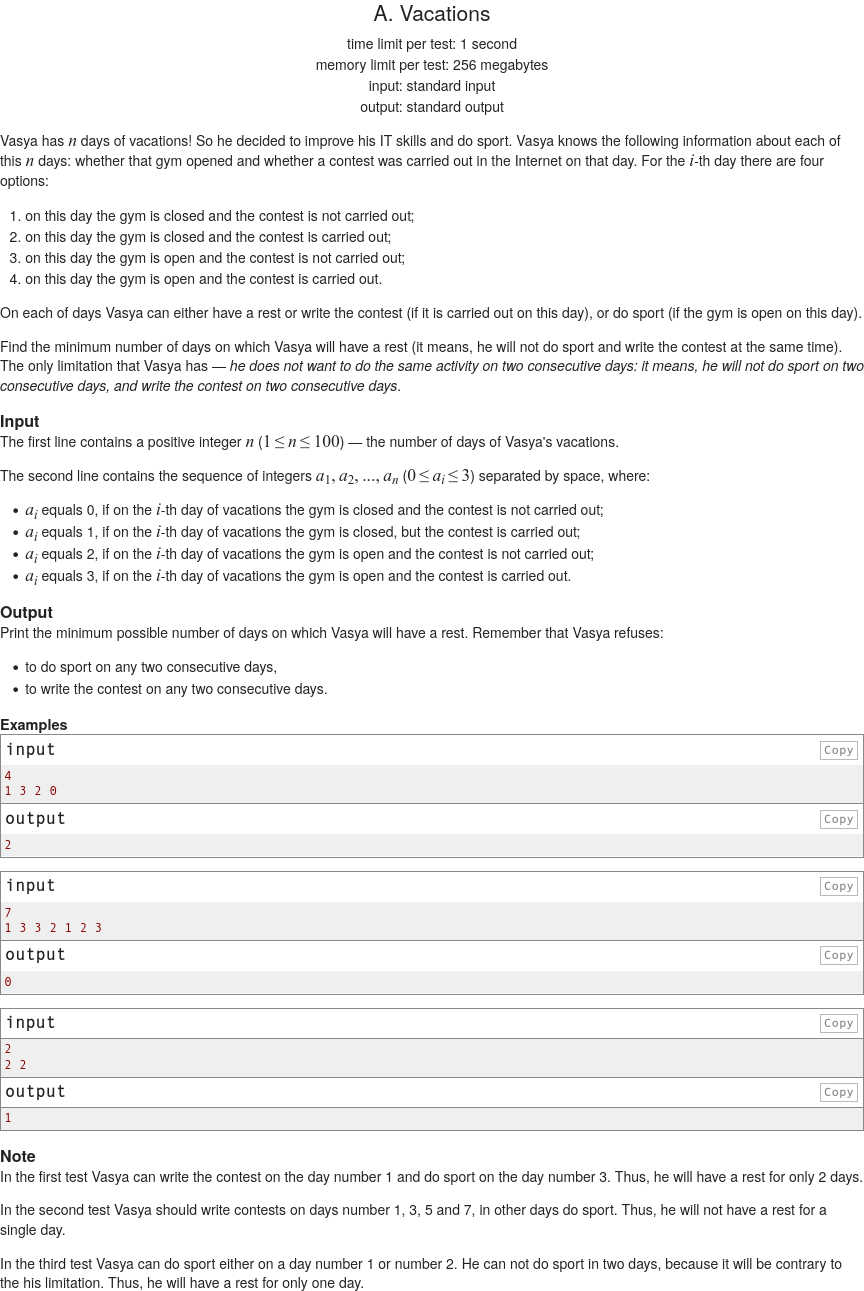 A. Vacations
time limit per test: 1 second
memory limit per test: 256 megabytes
input: standard input
output: standard output
Vasya has n days of vacations! So he decided to improve his IT skills and do sport. Vasya knows the following information about each of
this n days: whether that gym opened and whether a contest was carried out in the Internet on that day. For the i-th day there are four
options:
1. on this day the gym is closed and the contest is not carried out;
2. on this day the gym is closed and the contest is carried out;
3. on this day the gym is open and the contest is not carried out;
4. on this day the gym is open and the contest is carried out.
On each of days Vasya can either have a rest or write the contest (if it is carried out on this day), or do sport (if the gym is open on this day).
Find the minimum number of days on which Vasya will have a rest (it means, he will not do sport and write the contest at the same time).
The only limitation that Vasya has — he does not want to do the same activity on two consecutive days: it means, he will not do sport on two
consecutive days, and write the contest on two consecutive days.
Input
The first line contains a positive integer n (1 ≤ n ≤ 100) — the number of days of Vasya's vacations.
The second line contains the sequence of integers a1, a2, ..., an (0 ≤ ai ≤ 3) separated by space, where:
• ai equals 0, if on the i-th day of vacations the gym is closed and the contest is not carried out;
• ai equals 1, if on the i-th day of vacations the gym is closed, but the contest is carried out;
• ai equals 2, if on the i-th day of vacations the gym is open and the contest is not carried out;
• ai equals 3, if on the i-th day of vacations the gym is open and the contest is carried out.
Output
Print the minimum possible number of days on which Vasya will have a rest. Remember that Vasya refuses:
• to do sport on any two consecutive days,
• to write the contest on any two consecutive days.
Examples
input Copy
4
1 3 2 0
output Copy
2
input Copy
7
1 3 3 2 1 2 3
output Copy
0
input Copy
2
2 2
output Copy
1
Note
In the first test Vasya can write the contest on the day number 1 and do sport on the day number 3. Thus, he will have a rest for only 2 days.
In the second test Vasya should write contests on days number 1, 3, 5 and 7, in other days do sport. Thus, he will not have a rest for a
single day.
In the third test Vasya can do sport either on a day number 1 or number 2. He can not do sport in two days, because it will be contrary to
the his limitation. Thus, he will have a rest for only one day.